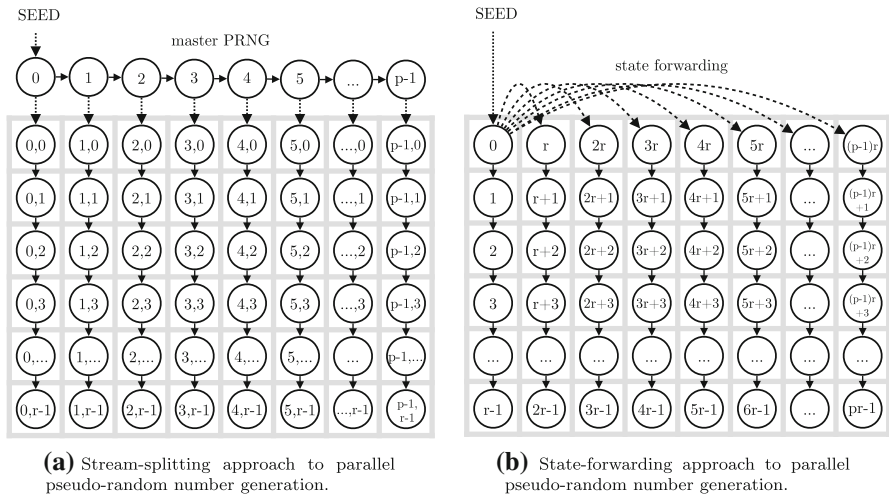 SEED
master PRNG
0 1 2 3 4 5 ... p-1
0,0 1,0 2,0 3,0 4,0 5,0 ...,0 p-1,0
0,1 1,1 2,1 3,1 4,1 5,1 ...,1 p-1,1
0,2 1,2 2,2 3,2 4,2 5,2 ...,2 p-1,2
0,3 1,3 2,3 3,3 4,3 5,3 ...,3 p-1,3
0,... 1,... 2,... 3,... 4,... 5,... ... p-1,...
0,r-1 1,r-1 2,r-1 3,r-1 4,r-1 5,r-1 ...,r-1 p-1,
r-1
(a) Stream-splitting approach to parallel
pseudo-random number generation.
SEED
state forwarding
0 r 2r 3r 4r 5r ... (p-1)r
1 r+1 2r+1 3r+1 4r+1 5r+1 ... (p-1)r
+1
2 r+2 2r+2 3r+2 4r+2 5r+2 ... (p-1)r
+2
3 r+3 2r+3 3r+3 4r+3 5r+3 ... (p-1)r
+3
... ... ... ... ... ... ... ...
r-1 2r-1 3r-1 4r-1 5r-1 6r-1 ... pr-1
(b) State-forwarding approach to parallel
pseudo-random number generation.